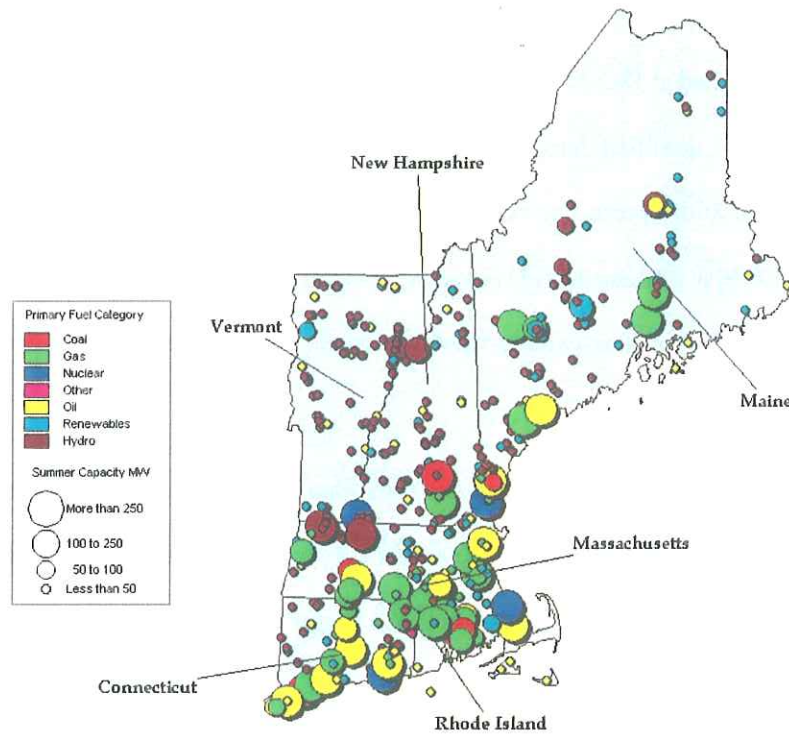 New Hampshire
Vermont
Primary Fuel Category
Coal
Gas
Nuclear
Other
Oil
Renewables
Hydro
Summer Capacity MW
More than 250
100 to 250
50 to 100
Less than 50
Maine
Massachusetts
Connecticut
Rhode Island